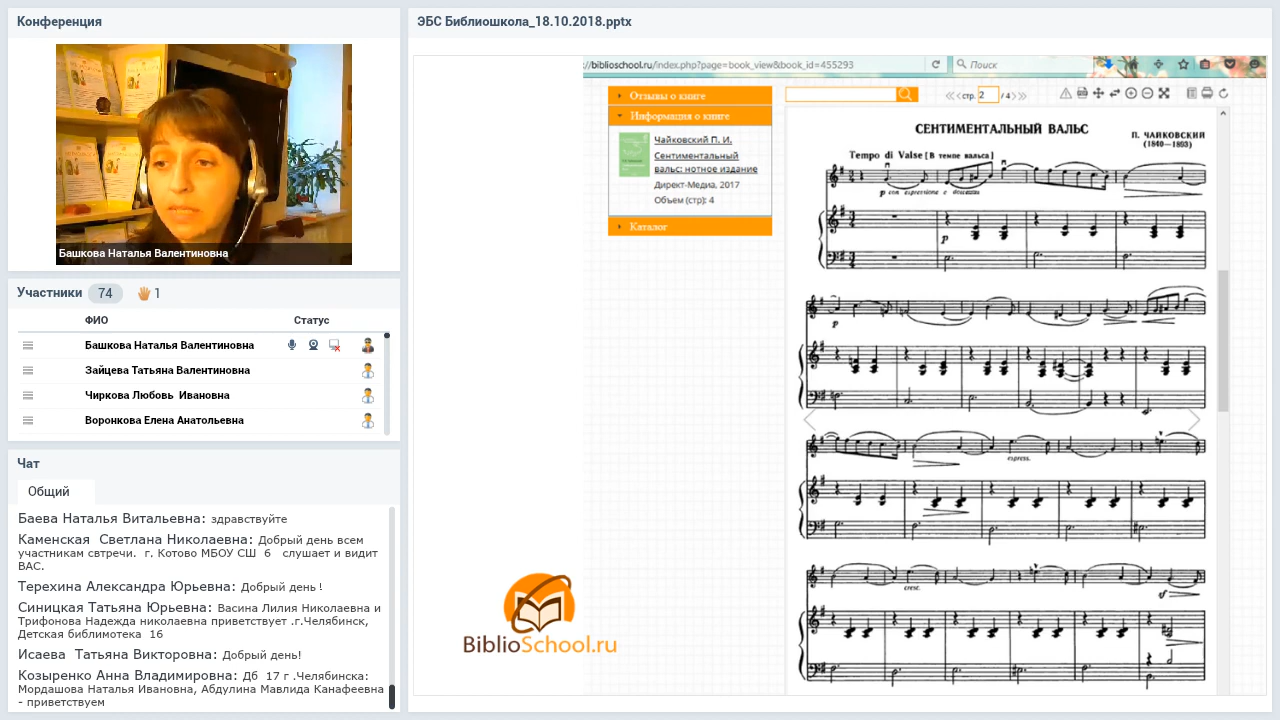 Конференция
Башкова Наталья Валентиновна
Участники 74 1
ФИО Статус
Башкова Наталья Валентиновна
Зайцева Татьяна Валентиновна
Чиркова Любовь Ивановна
Воронкова Елена Анатольевна
Чат
Общий
Баева Наталья Витальевна: здравствуйте
Каменская Светлана Николаевна: Добрый день всем
участникам свтречи. г. Котово МБОУ СШ 6 слушает и видит
ВАС.
Терехина Александра Юрьевна: Добрый день !
Синицкая Татьяна Юрьевна: Васина Лилия Николаевна и
Трифонова Надежда николаевна приветствует .г.Челябинск,
Детская библимотека 16
Исаева Татьяна Викторовна: Добрый день!
Козыренко Анна Владимировна: ДБ 17 г .Челябинска:
Мордашова Наталья Ивановна, Абдулина Мавлида Канафеевна
- приветствуем
ЭБС Библиошкола_18.10.2018.pptx
://biblioschool.ru/index.php?page=book_view&book_id=455293
Поиск
Отзывы о книге
Информация о книге
Чайковский П. И.
Сентиментальный
вальс: нотное издание
Директ-Медиа, 2017
Объем (стр): 4
Каталог
стр. 2 / 4
СЕНТИМЕНТАЛЬНЫЙ ВАЛЬС
П. ЧАЙКОВСКИЙ
(1840—1893)
Tempo di Valse [В темпе вальса]
p con espressione e dolcezza
p
p
espress.
cresc.
sf
BiblioSchool.ru